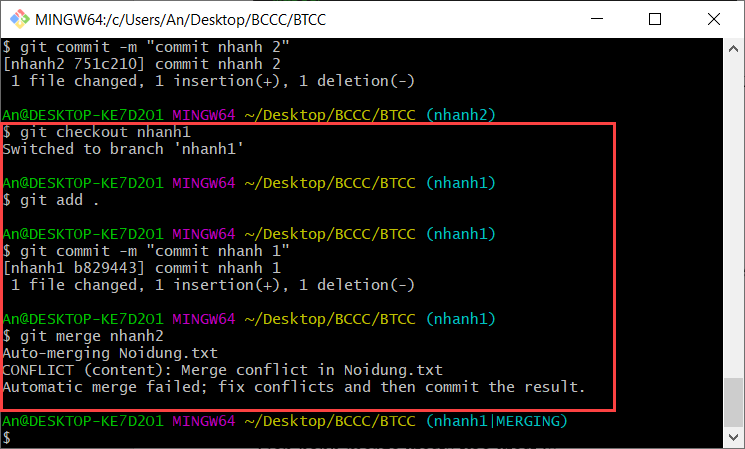 MINGW64:/c/Users/An/Desktop/BCCC/BTCC
$ git commit -m "commit nhanh 2"
[nhanh2 751c210] commit nhanh 2
 1 file changed, 1 insertion(+), 1 deletion(-)
An@DESKTOP-KE7D2O1 MINGW64 ~/Desktop/BCCC/BTCC (nhanh2)
$ git checkout nhanh1
Switched to branch 'nhanh1'
An@DESKTOP-KE7D2O1 MINGW64 ~/Desktop/BCCC/BTCC (nhanh1)
$ git add .
An@DESKTOP-KE7D2O1 MINGW64 ~/Desktop/BCCC/BTCC (nhanh1)
$ git commit -m "commit nhanh 1"
[nhanh1 b829443] commit nhanh 1
 1 file changed, 1 insertion(+), 1 deletion(-)
An@DESKTOP-KE7D2O1 MINGW64 ~/Desktop/BCCC/BTCC (nhanh1)
$ git merge nhanh2
Auto-merging Noidung.txt
CONFLICT (content): Merge conflict in Noidung.txt
Automatic merge failed; fix conflicts and then commit the result.
An@DESKTOP-KE7D2O1 MINGW64 ~/Desktop/BCCC/BTCC (nhanh1|MERGING)
$